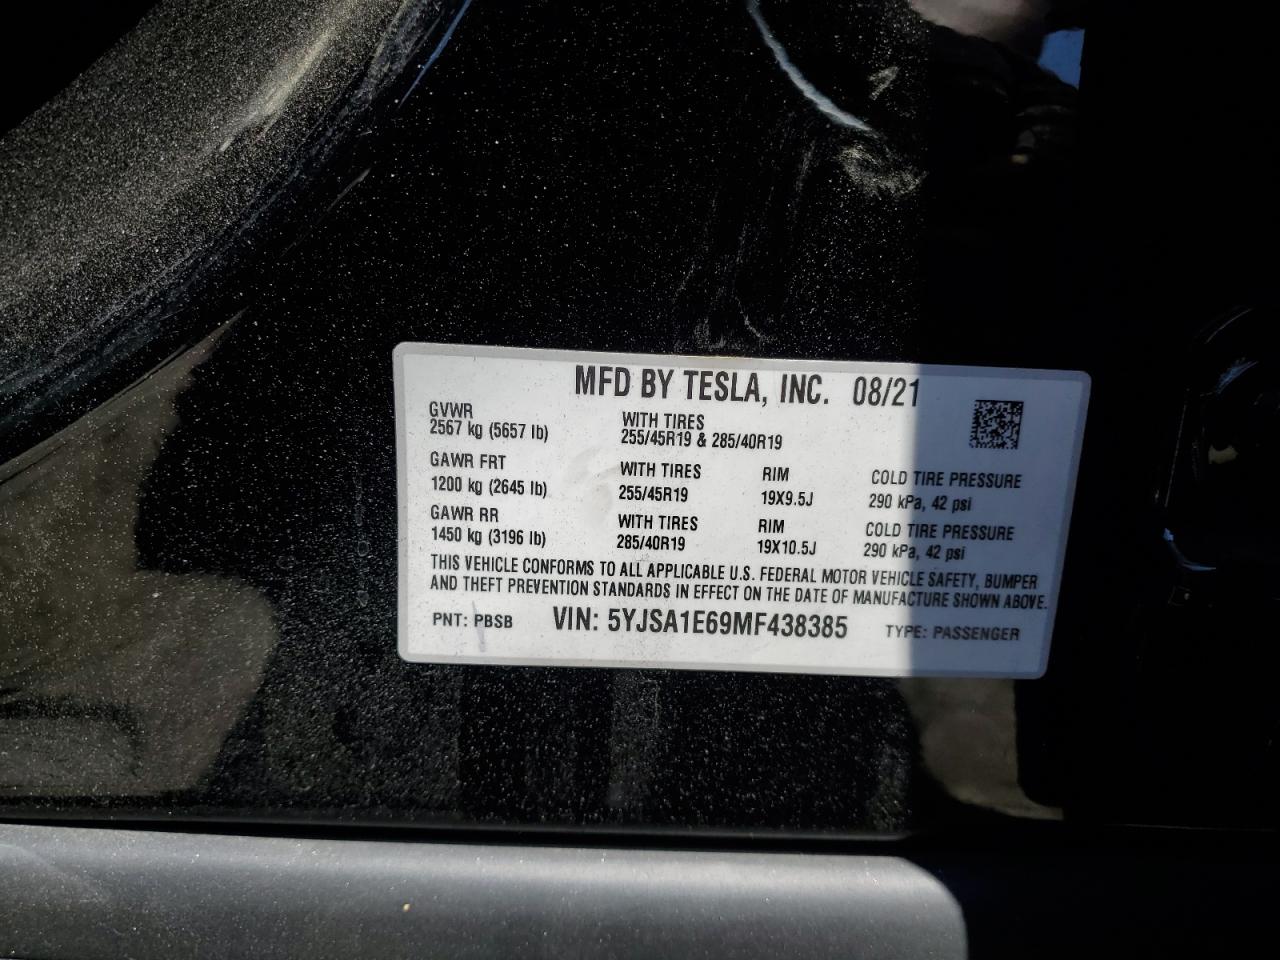 MFD BY TESLA, INC. 08/21
GVWR
2567 kg (5657 lb)
WITH TIRES
255/45R19 & 285/40R19
GAWR FRT
1200 kg (2645 lb)
WITH TIRES
255/45R19
RIM
19X9.5J
COLD TIRE PRESSURE
290 kPa, 42 psi
GAWR RR
1450 kg (3196 lb)
WITH TIRES
285/40R19
RIM
19X10.5J
COLD TIRE PRESSURE
290 kPa, 42 psi
THIS VEHICLE CONFORMS TO ALL APPLICABLE U.S. FEDERAL MOTOR VEHICLE SAFETY, BUMPER
AND THEFT PREVENTION STANDARDS IN EFFECT ON THE DATE OF MANUFACTURE SHOWN ABOVE.
PNT: PBSB VIN: 5YJSA1E69MF438385 TYPE: PASSENGER